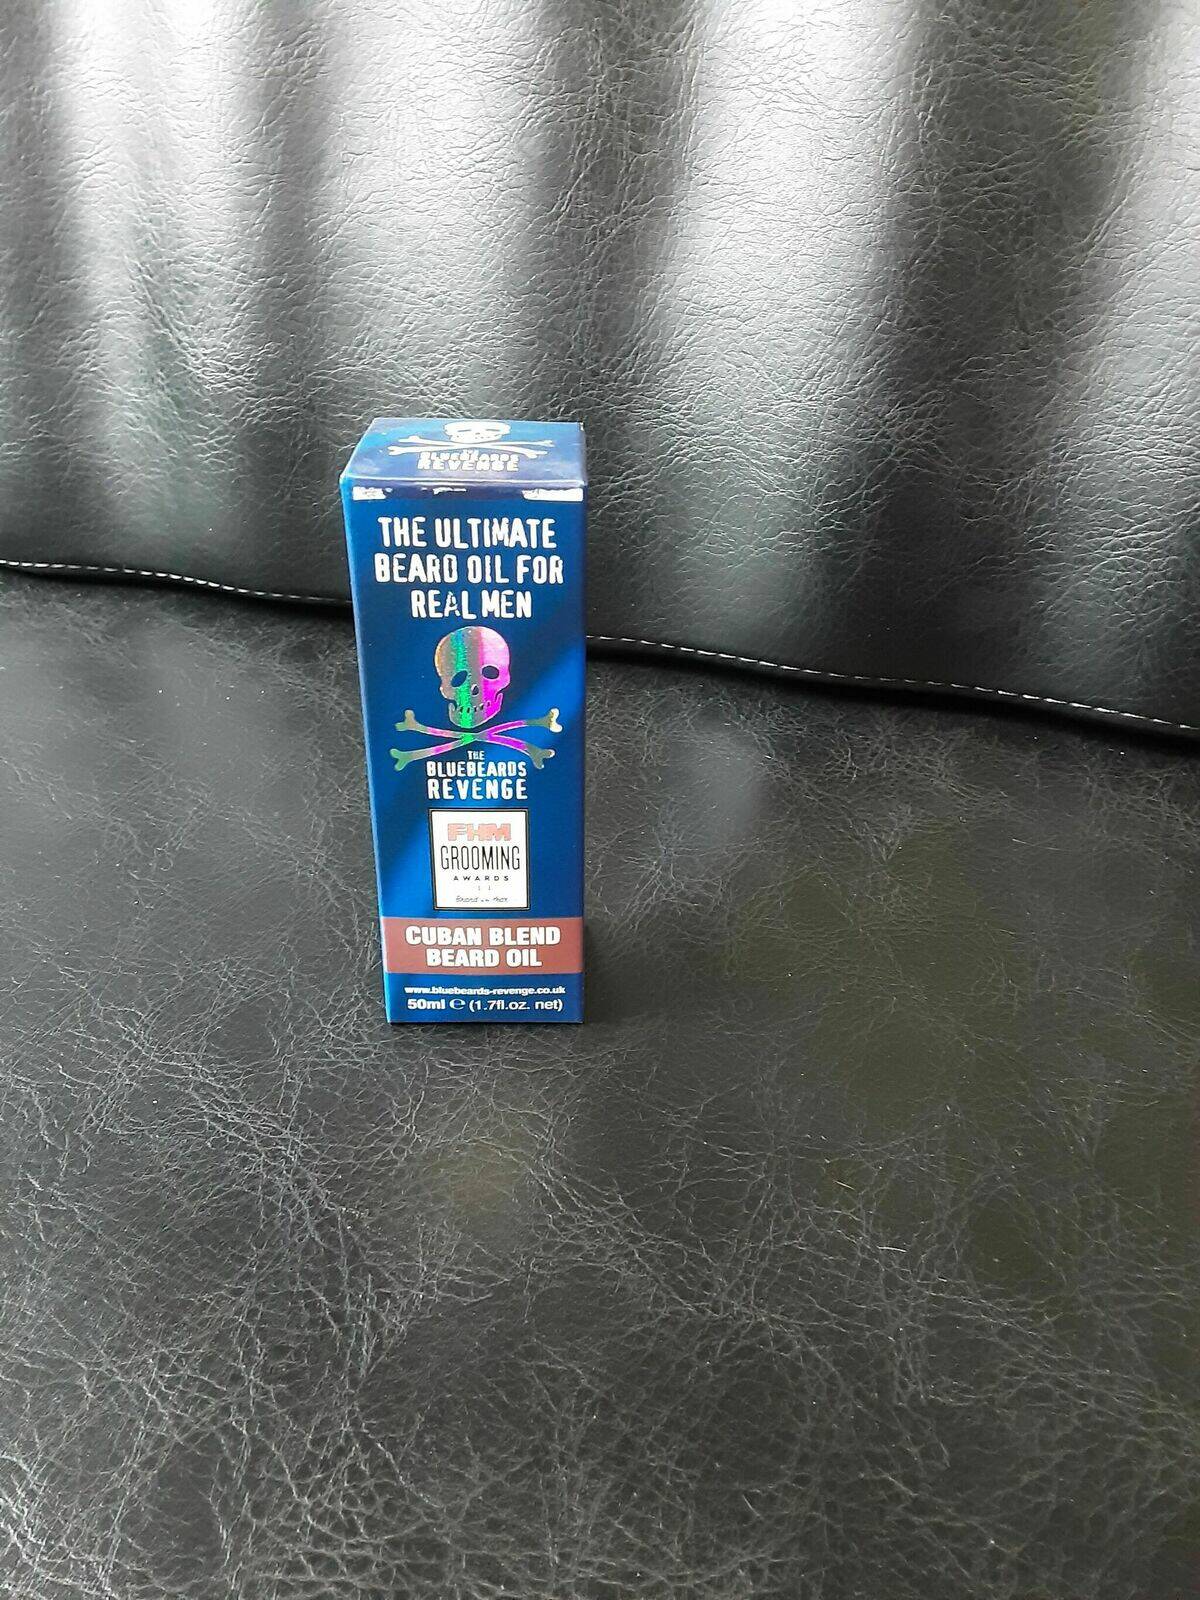 BLUEBEARDS
REVENGE
THE ULTIMATE
BEARD OIL FOR
REAL MEN
THE
BLUEBEARDS
REVENGE
FHM
GROOMING
AWARDS
CUBAN BLEND
BEARD OIL
www.bluebeards-revenge.co.uk
50ml ℮ (1.7fl.oz. net)